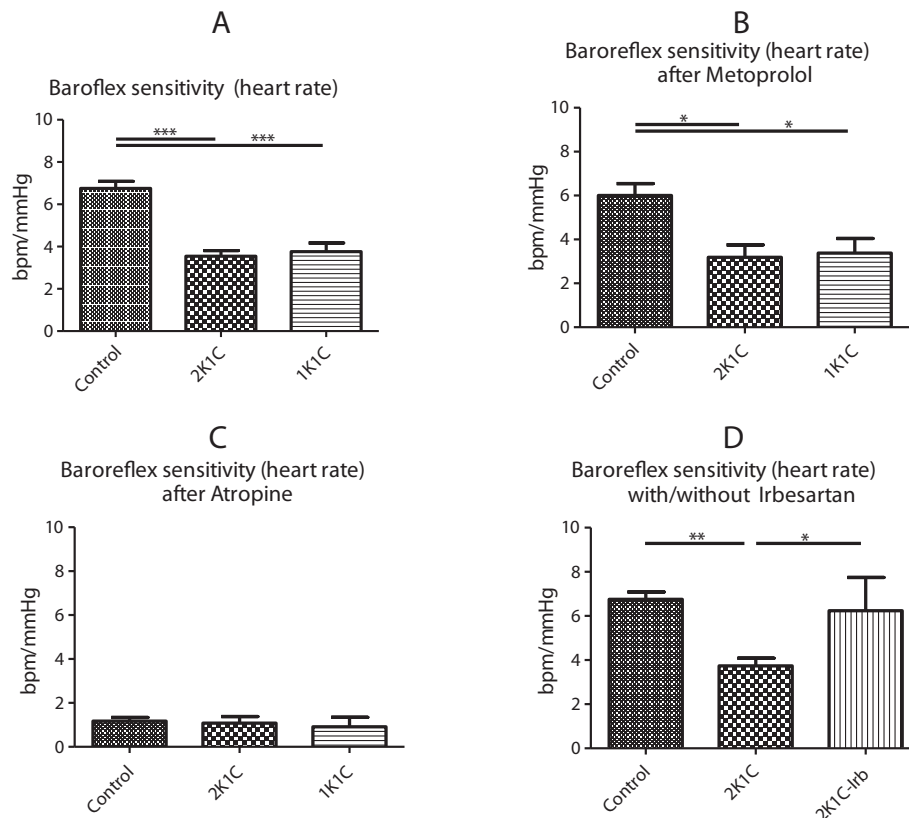 A
Baroflex sensitivity (heart rate)
***
***
10
8
6
4
2
0
bpm/mmHg
Control
2K1C
1K1C
B
Baroreflex sensitivity (heart rate)
after Metoprolol
*
*
10
8
6
4
2
0
bpm/mmHg
Control
2K1C
1K1C
C
Baroreflex sensitivity (heart rate)
after Atropine
10
8
6
4
2
0
bpm/mmHg
Control
2K1C
1K1C
D
Baroreflex sensitivity (heart rate)
with/without Irbesartan
**
*
10
8
6
4
2
0
bpm/mmHg
Control
2K1C
2K1C-Irb